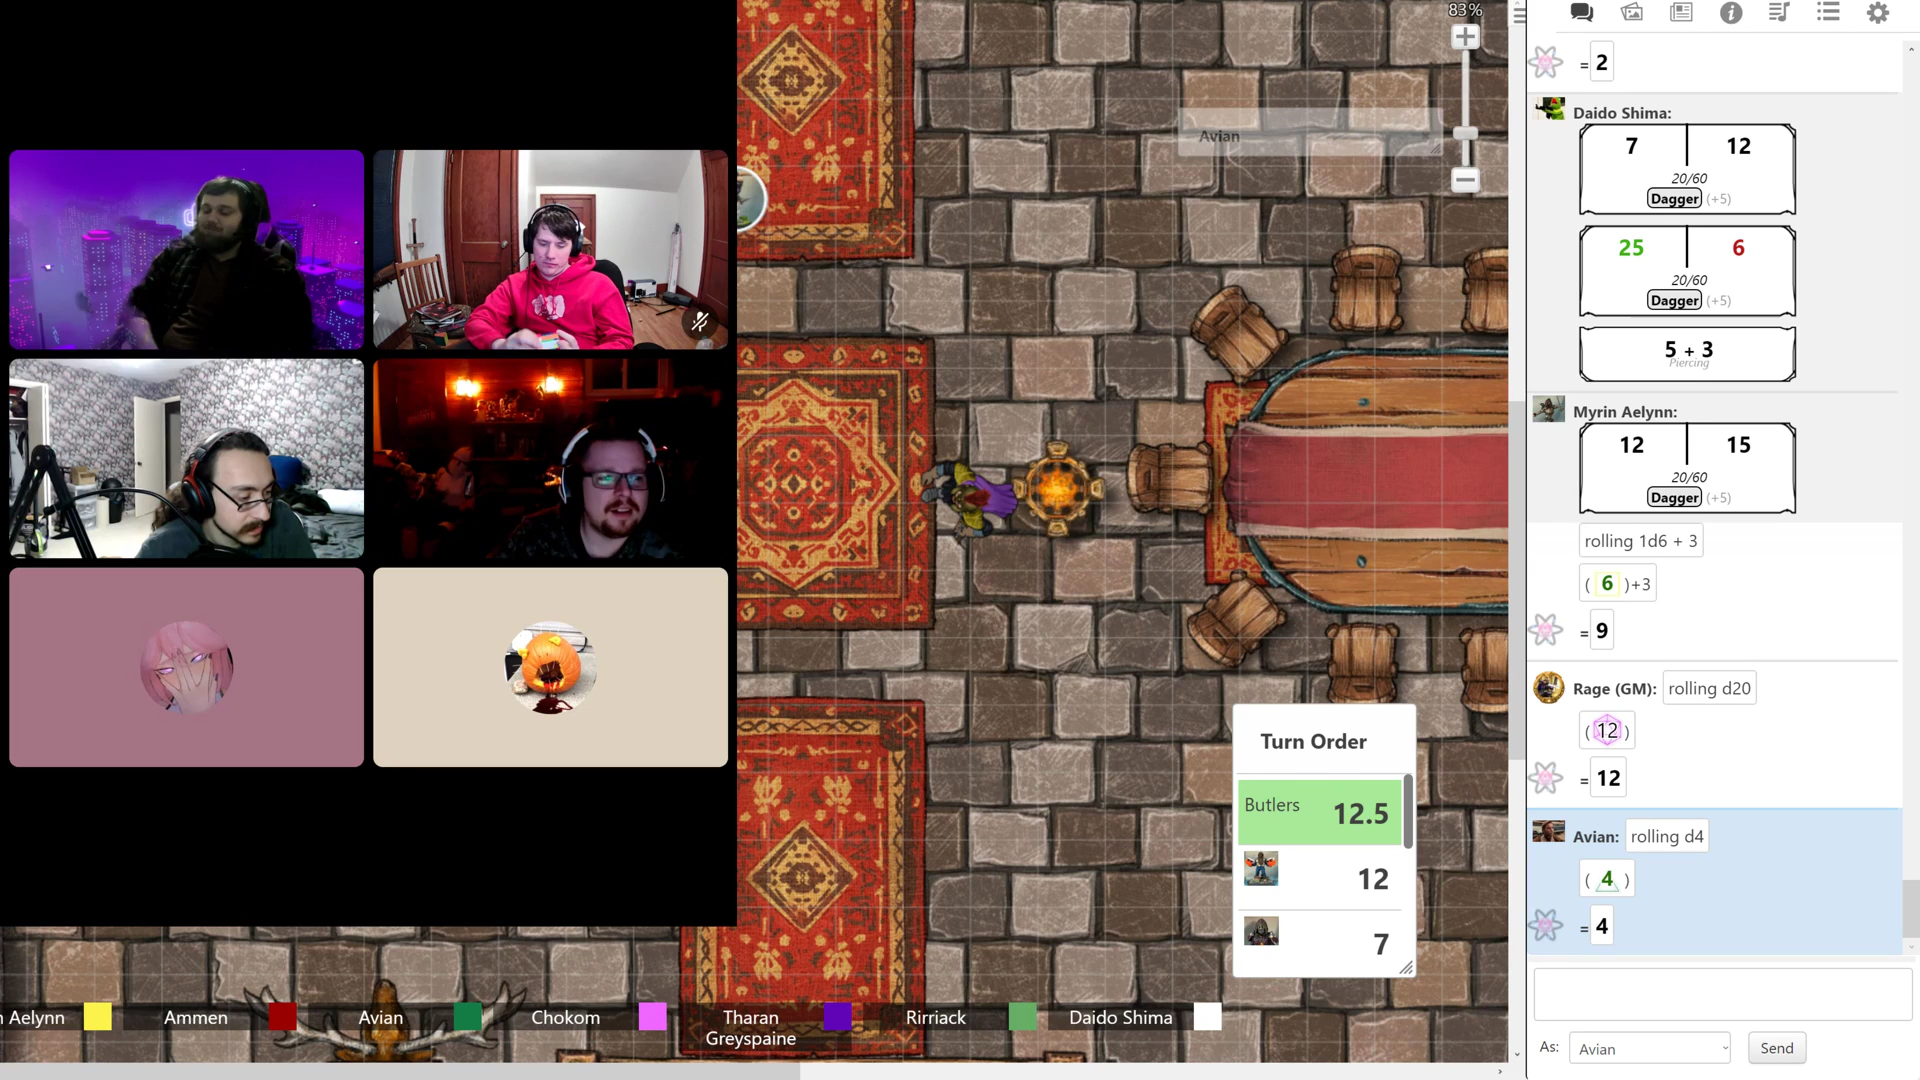 83%
Avian
= 2
Daido Shima:
7 12
20/60
Dagger (+5)
25 6
20/60
Dagger (+5)
5 + 3
Piercing
Myrin Aelynn:
12 15
20/60
Dagger (+5)
rolling 1d6 + 3
( 6 )+3
= 9
Rage (GM): rolling d20
( 12 )
= 12
Avian: rolling d4
( 4 )
= 4
Turn Order
Butlers 12.5
12
7
n Aelynn
Ammen
Avian
Chokom
Tharan
Greyspaine
Rirriack
Daido Shima
As: Avian Send